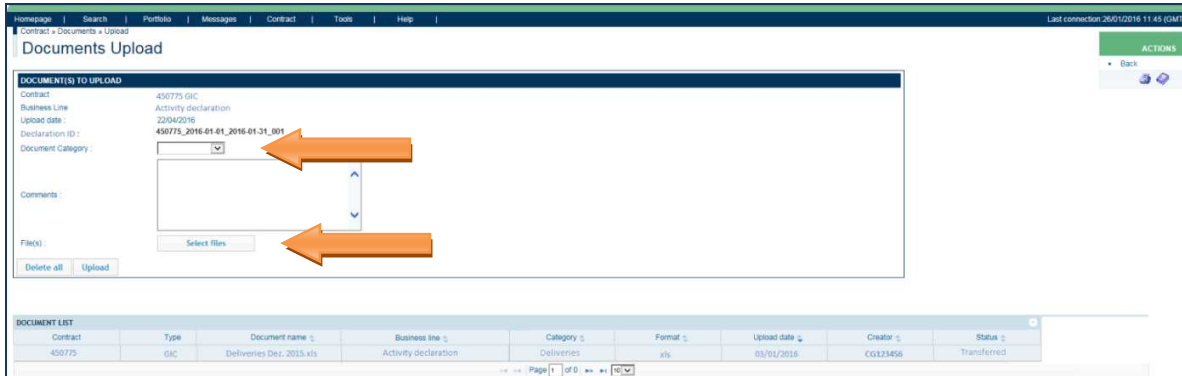 Homepage | Search | Portfolio | Messages | Contract | Tools | Help |
Last connection:26/01/2016 11:45 (GMT
Contract » Documents » Upload
Documents Upload
ACTIONS
Back
DOCUMENT(S) TO UPLOAD
Contract 450775 GIC
Business Line Activity declaration
Upload date : 22/04/2016
Declaration ID : 450775_2016-01-01_2016-01-31_001
Document Category :
Comments :
File(s) : Select files
Delete all Upload
DOCUMENT LIST
Contract Type Document name Business line Category Format Upload date Creator Status
450775 GIC Deliveries Dez. 2015.xls Activity declaration Deliveries xls 03/01/2016 CG123456 Transferred
Page 1 of 0 10